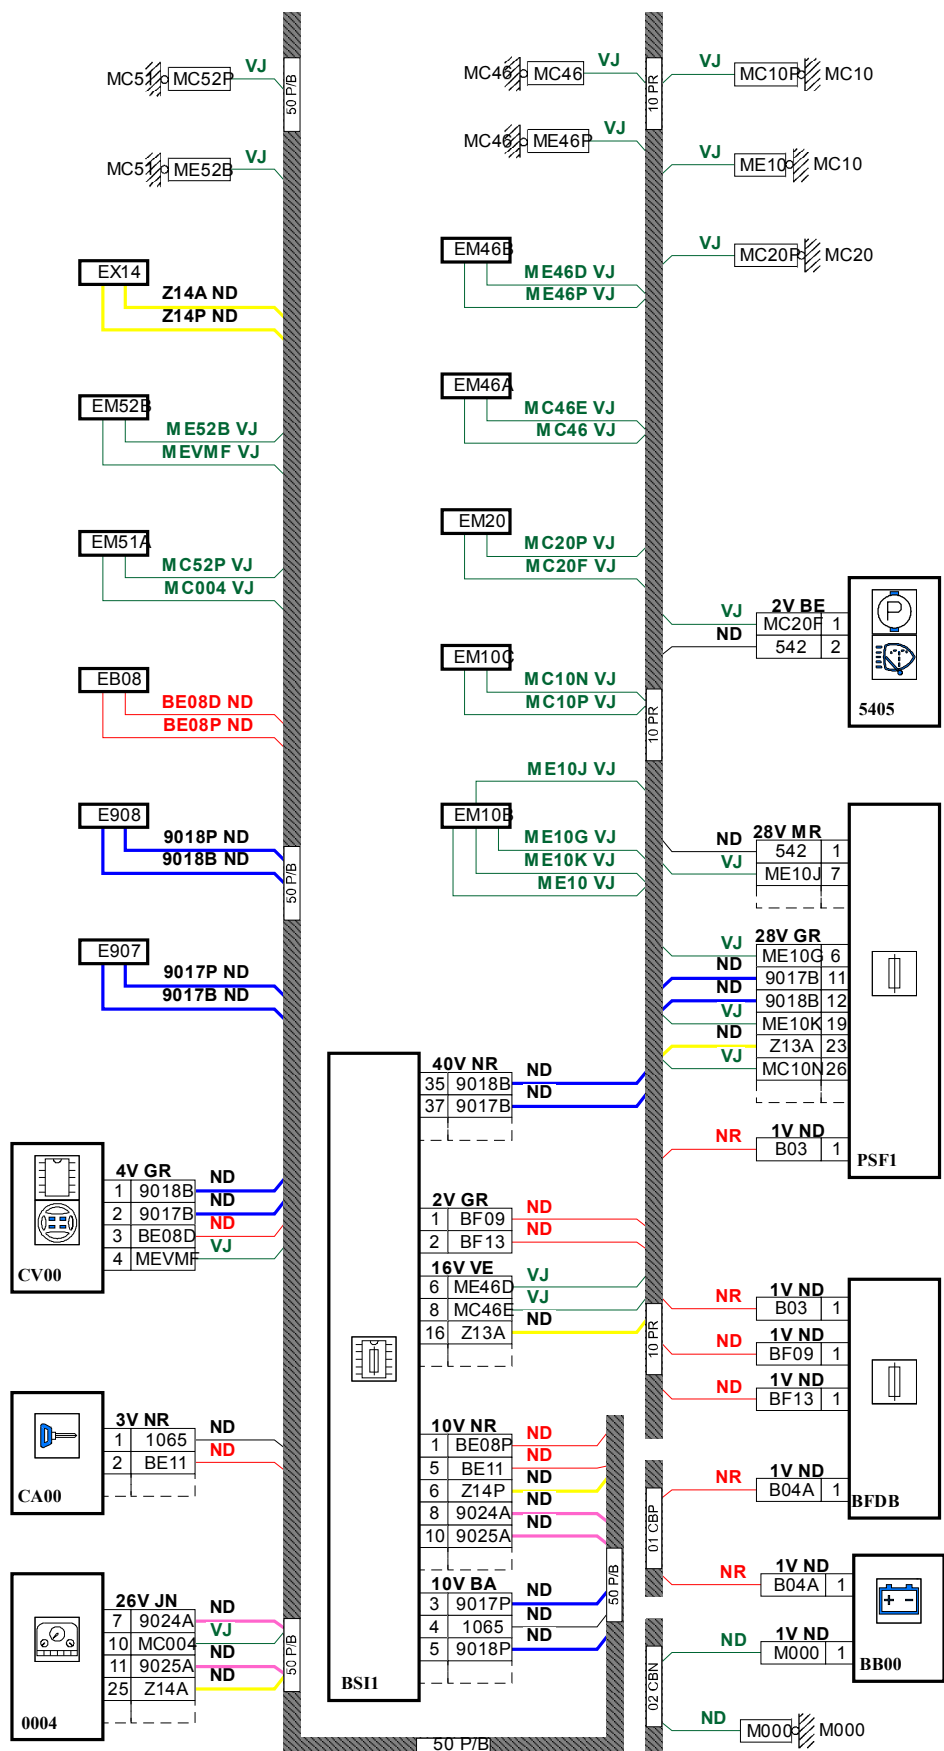 MC51 MC52P VJ
50 P/B
MC51 ME52B VJ
EX14
Z14A ND
Z14P ND
EM52B
ME52B VJ
MEVMF VJ
EM51A
MC52P VJ
MC004 VJ
EB08
BE08D ND
BE08P ND
E908
9018P ND
9018B ND
50 P/B
E907
9017P ND
9017B ND
4V GR
1 9018B ND
2 9017B ND
3 BE08D ND
4 MEVMF VJ
CV00
3V NR
1 1065 ND
2 BE11 ND
CA00
26V JN
7 9024A ND
10 MC004 VJ
11 9025A ND
25 Z14A ND
0004
50 P/B
MC46 MC46 VJ
10 PR
MC46 ME46P VJ
EM46B
ME46D VJ
ME46P VJ
EM46A
MC46E VJ
MC46 VJ
EM20
MC20P VJ
MC20F VJ
EM10C
MC10N VJ
MC10P VJ
10 PR
ME10J VJ
EM10B
ME10G VJ
ME10K VJ
ME10 VJ
40V NR
35 9018B ND
37 9017B ND
2V GR
1 BF09 ND
2 BF13 ND
16V VE
6 ME46D VJ
8 MC46E VJ
16 Z13A ND
10V NR
1 BE08P ND
5 BE11 ND
6 Z14P ND
8 9024A ND
10 9025A ND
10V BA
3 9017P ND
4 1065 ND
5 9018P ND
BSI1
50 P/B
50 P/B
VJ MC10P MC10
VJ ME10 MC10
VJ MC20P MC20
2V BE
VJ MC20F 1
ND 542 2
P
5405
28V MR
ND 542 1
VJ ME10J 7
28V GR
VJ ME10G 6
ND 9017B 11
ND 9018B 12
VJ ME10K 19
ND Z13A 23
VJ MC10N 26
1V ND
NR B03 1
PSF1
10 PR
1V ND
NR B03 1
1V ND
ND BF09 1
1V ND
ND BF13 1
1V ND
NR B04A 1
BFDB
01 CBP
1V ND
NR B04A 1
1V ND
ND M000 1
BB00
02 CBN
ND M000 M000